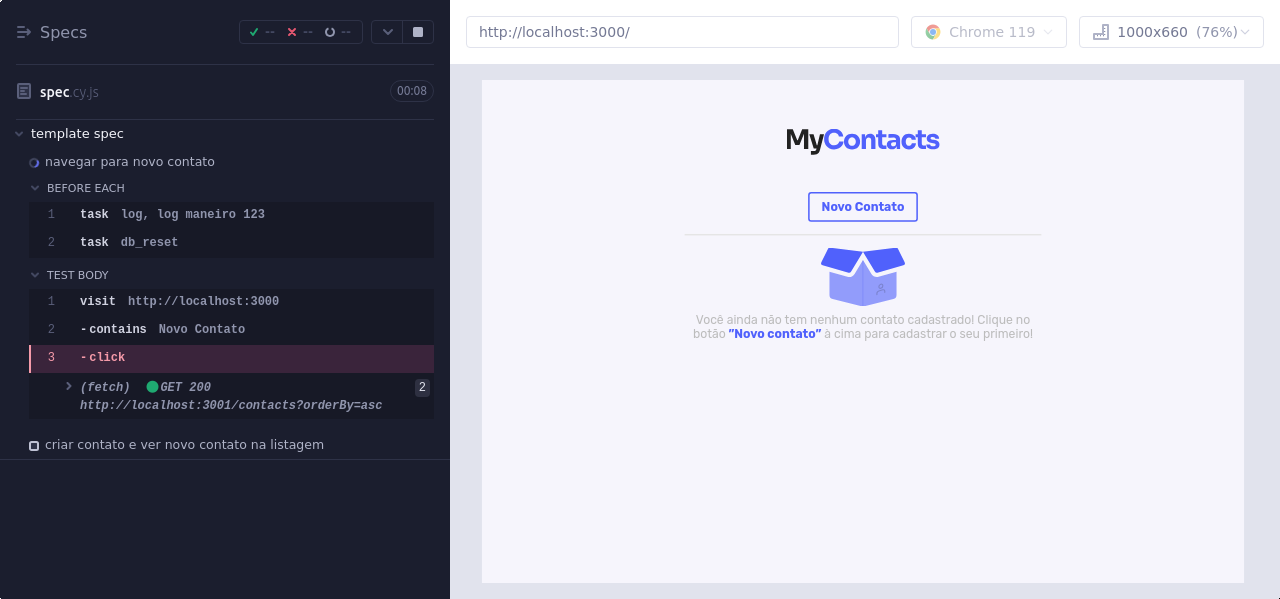 Specs
-- -- --
spec.cy.js 00:08
template spec
navegar para novo contato
BEFORE EACH
1 task log, log maneiro 123
2 task db_reset
TEST BODY
1 visit http://localhost:3000
2 -contains Novo Contato
3 -click
(fetch) GET 200 2
http://localhost:3001/contacts?orderBy=asc
criar contato e ver novo contato na listagem
http://localhost:3000/
Chrome 119
1000x660 (76%)
MyContacts
Novo Contato
Você ainda não tem nenhum contato cadastrado! Clique no
botão ”Novo contato” à cima para cadastrar o seu primeiro!